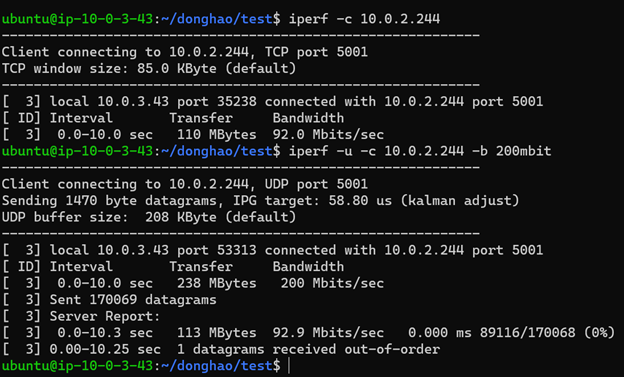 ubuntu@ip-10-0-3-43:~/donghao/test$ iperf -c 10.0.2.244
------------------------------------------------------------
Client connecting to 10.0.2.244, TCP port 5001
TCP window size: 85.0 KByte (default)
------------------------------------------------------------
[  3] local 10.0.3.43 port 35238 connected with 10.0.2.244 port 5001
[ ID] Interval       Transfer     Bandwidth
[  3]  0.0-10.0 sec   110 MBytes  92.0 Mbits/sec
ubuntu@ip-10-0-3-43:~/donghao/test$ iperf -u -c 10.0.2.244 -b 200mbit
------------------------------------------------------------
Client connecting to 10.0.2.244, UDP port 5001
Sending 1470 byte datagrams, IPG target: 58.80 us (kalman adjust)
UDP buffer size:  208 KByte (default)
------------------------------------------------------------
[  3] local 10.0.3.43 port 53313 connected with 10.0.2.244 port 5001
[ ID] Interval       Transfer     Bandwidth
[  3]  0.0-10.0 sec   238 MBytes   200 Mbits/sec
[  3] Sent 170069 datagrams
[  3] Server Report:
[  3]  0.0-10.3 sec   113 MBytes  92.9 Mbits/sec   0.000 ms 89116/170068 (0%)
[  3] 0.00-10.25 sec  1 datagrams received out-of-order
ubuntu@ip-10-0-3-43:~/donghao/test$